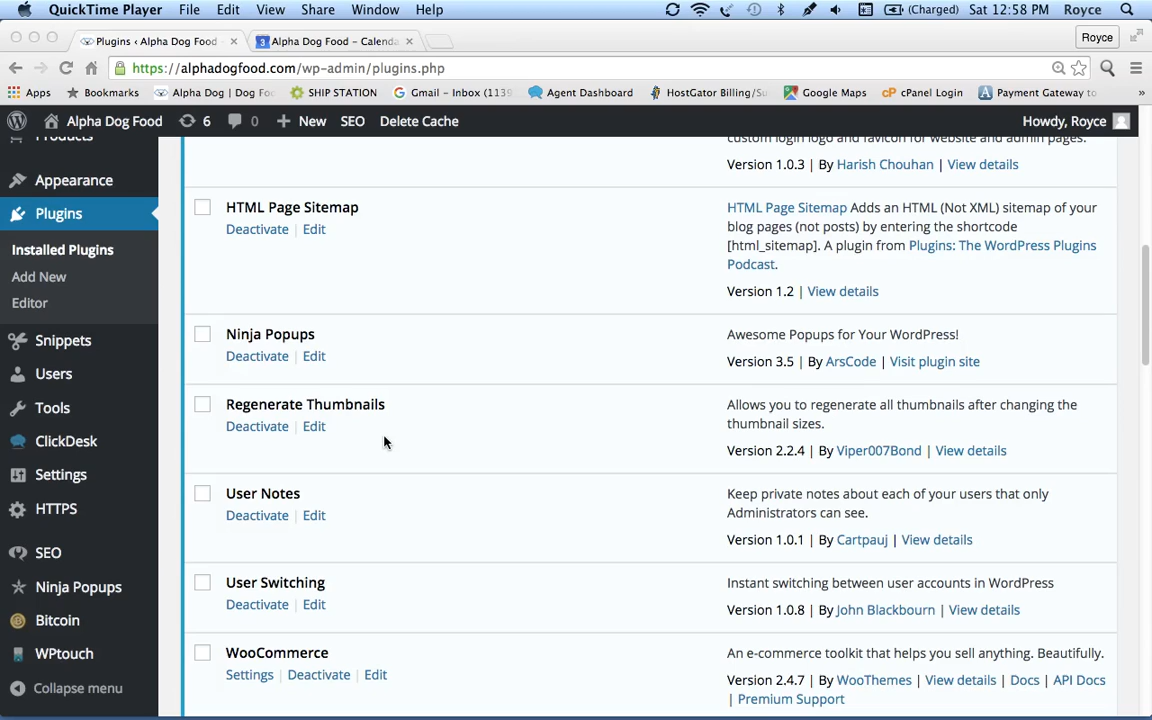 QuickTime Player File Edit View Share Window Help (Charged) Sat 12:58 PM Royce
Plugins ‹ Alpha Dog Food Alpha Dog Food – Calenda Royce
https://alphadogfood.com/wp-admin/plugins.php
Apps Bookmarks Alpha Dog | Dog Fo SHIP STATION Gmail – Inbox (1139 Agent Dashboard HostGator Billing/Su Google Maps cPanel Login Payment Gateway to »
Alpha Dog Food 6 0 New SEO Delete Cache Howdy, Royce
Products
Appearance
Plugins
Installed Plugins
Add New
Editor
Snippets
Users
Tools
ClickDesk
Settings
HTTPS
SEO
Ninja Popups
Bitcoin
WPtouch
Collapse menu
custom login logo and favicon for website and admin pages.
Version 1.0.3 | By Harish Chouhan | View details
HTML Page Sitemap
Deactivate | Edit
HTML Page Sitemap Adds an HTML (Not XML) sitemap of your
blog pages (not posts) by entering the shortcode
[html_sitemap]. A plugin from Plugins: The WordPress Plugins
Podcast.
Version 1.2 | View details
Ninja Popups
Deactivate | Edit
Awesome Popups for Your WordPress!
Version 3.5 | By ArsCode | Visit plugin site
Regenerate Thumbnails
Deactivate | Edit
Allows you to regenerate all thumbnails after changing the
thumbnail sizes.
Version 2.2.4 | By Viper007Bond | View details
User Notes
Deactivate | Edit
Keep private notes about each of your users that only
Administrators can see.
Version 1.0.1 | By Cartpauj | View details
User Switching
Deactivate | Edit
Instant switching between user accounts in WordPress
Version 1.0.8 | By John Blackbourn | View details
WooCommerce
Settings | Deactivate | Edit
An e-commerce toolkit that helps you sell anything. Beautifully.
Version 2.4.7 | By WooThemes | View details | Docs | API Docs
| Premium Support